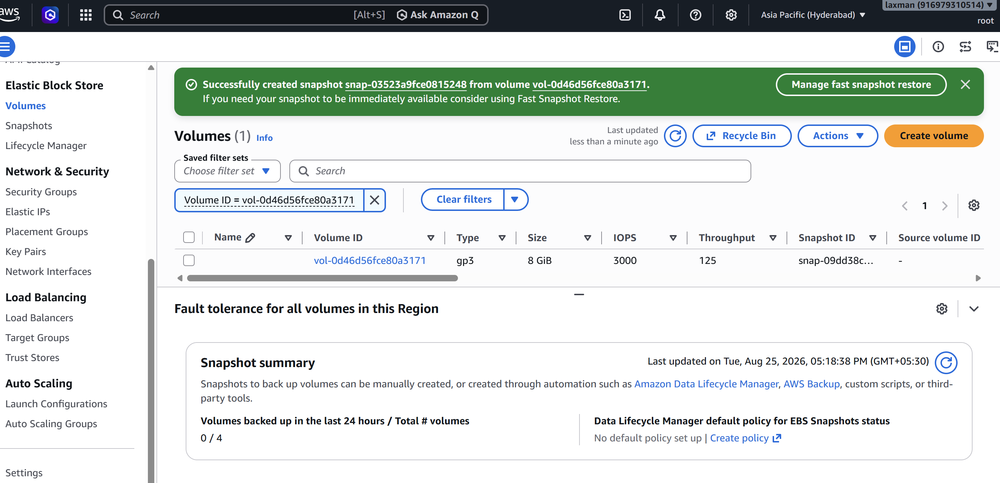 aws
Search [Alt+S] Ask Amazon Q
Asia Pacific (Hyderabad)
laxman (916979310514)
root
Elastic Block Store
Volumes
Snapshots
Lifecycle Manager
Network & Security
Security Groups
Elastic IPs
Placement Groups
Key Pairs
Network Interfaces
Load Balancing
Load Balancers
Target Groups
Trust Stores
Auto Scaling
Launch Configurations
Auto Scaling Groups
Settings
Successfully created snapshot snap-03523a9fce0815248 from volume vol-0d46d56fce80a3171.
If you need your snapshot to be immediately available consider using Fast Snapshot Restore.
Manage fast snapshot restore
Volumes (1) Info
Last updated
less than a minute ago
Recycle Bin
Actions
Create volume
Saved filter sets
Choose filter set
Search
Volume ID = vol-0d46d56fce80a3171
Clear filters
1
Name Volume ID Type Size IOPS Throughput Snapshot ID Source volume ID
vol-0d46d56fce80a3171 gp3 8 GiB 3000 125 snap-09dd38c... -
Fault tolerance for all volumes in this Region
Snapshot summary
Last updated on Tue, Aug 25, 2026, 05:18:38 PM (GMT+05:30)
Snapshots to back up volumes can be manually created, or created through automation such as Amazon Data Lifecycle Manager, AWS Backup, custom scripts, or third-
party tools.
Volumes backed up in the last 24 hours / Total # volumes
0 / 4
Data Lifecycle Manager default policy for EBS Snapshots status
No default policy set up | Create policy